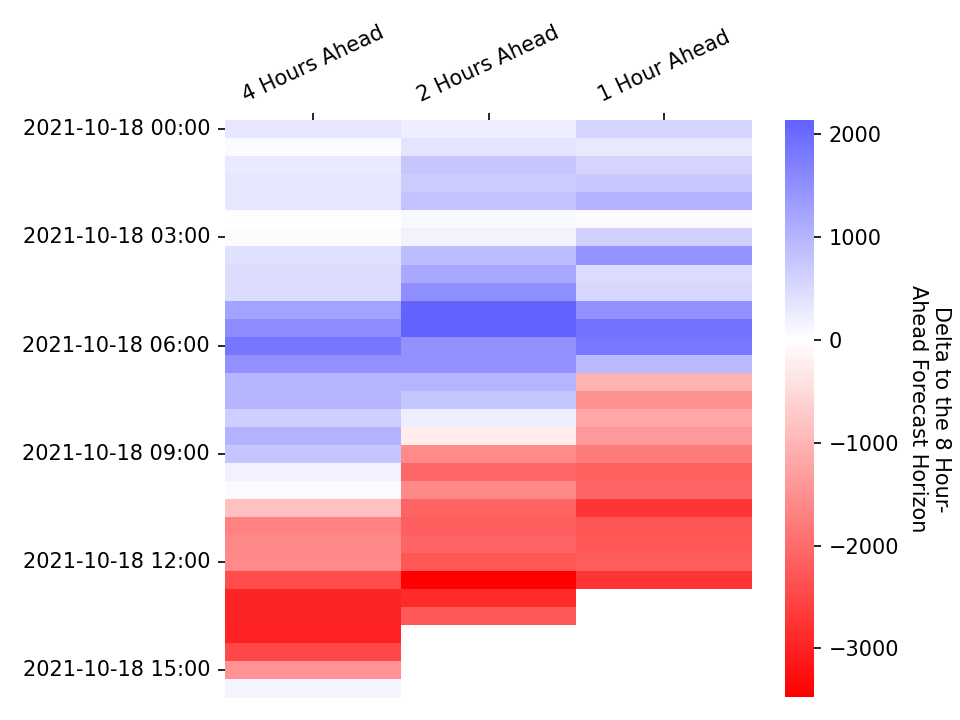 4 Hours Ahead
2 Hours Ahead
1 Hour Ahead
2021-10-18 00:00
2021-10-18 03:00
2021-10-18 06:00
2021-10-18 09:00
2021-10-18 12:00
2021-10-18 15:00
2000
1000
0
−1000
−2000
−3000
Delta to the 8 Hour-
Ahead Forecast Horizon